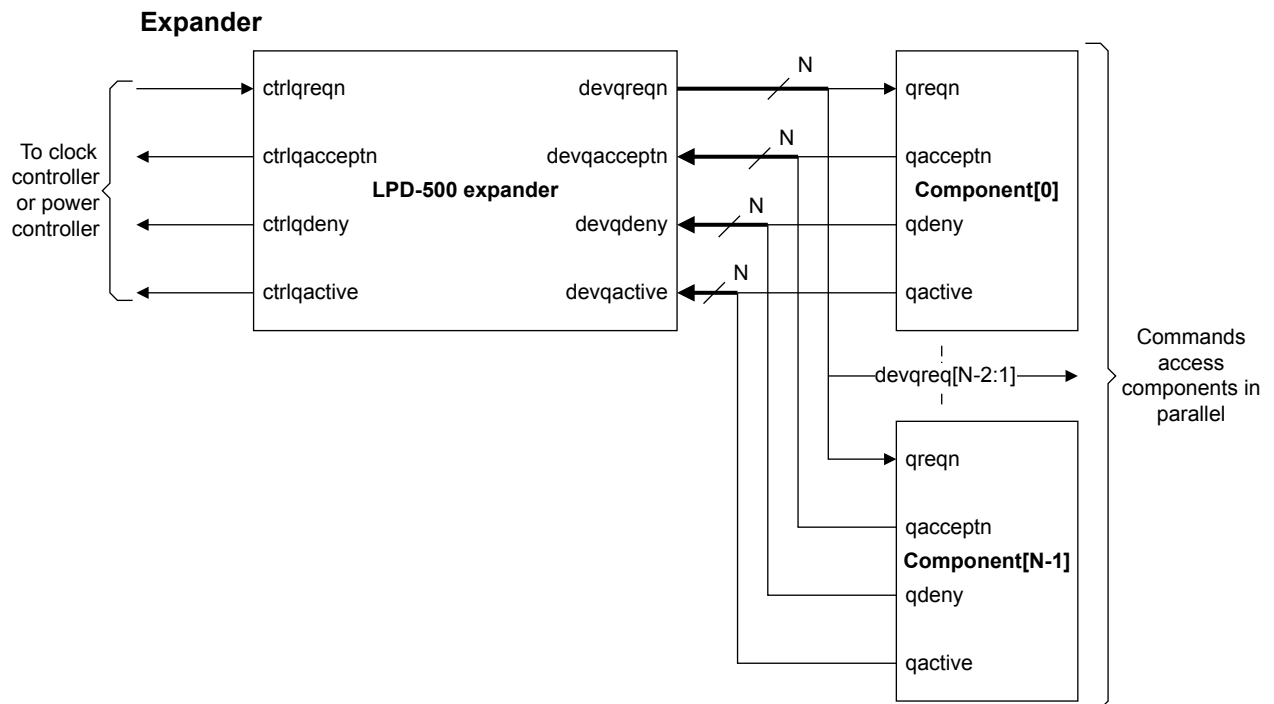 Expander
To clock
controller
or power
controller
ctrlqreqn
ctrlqacceptn
ctrlqdeny
ctrlqactive
LPD-500 expander
devqreqn
devqacceptn
devqdeny
devqactive
N
N
N
N
qreqn
qacceptn
Component[0]
qdeny
qactive
devqreq[N-2:1]
qreqn
qacceptn
Component[N-1]
qdeny
qactive
Commands
access
components in
parallel